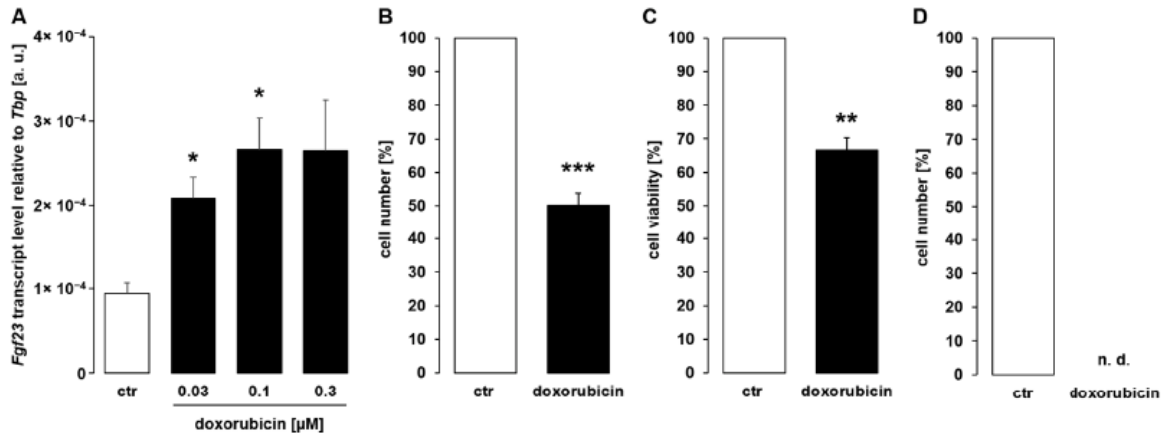 A
Fgf23 transcript level relative to Tbp [a. u.]
4× 10⁻⁴
3× 10⁻⁴
2× 10⁻⁴
1× 10⁻⁴
0
*
*
ctr
0.03
0.1
0.3
doxorubicin [µM]
B
cell number [%]
100
90
80
70
60
50
40
30
20
10
0
***
ctr
doxorubicin
C
cell viability [%]
100
90
80
70
60
50
40
30
20
10
0
**
ctr
doxorubicin
D
cell number [%]
100
90
80
70
60
50
40
30
20
10
0
n. d.
ctr
doxorubicin